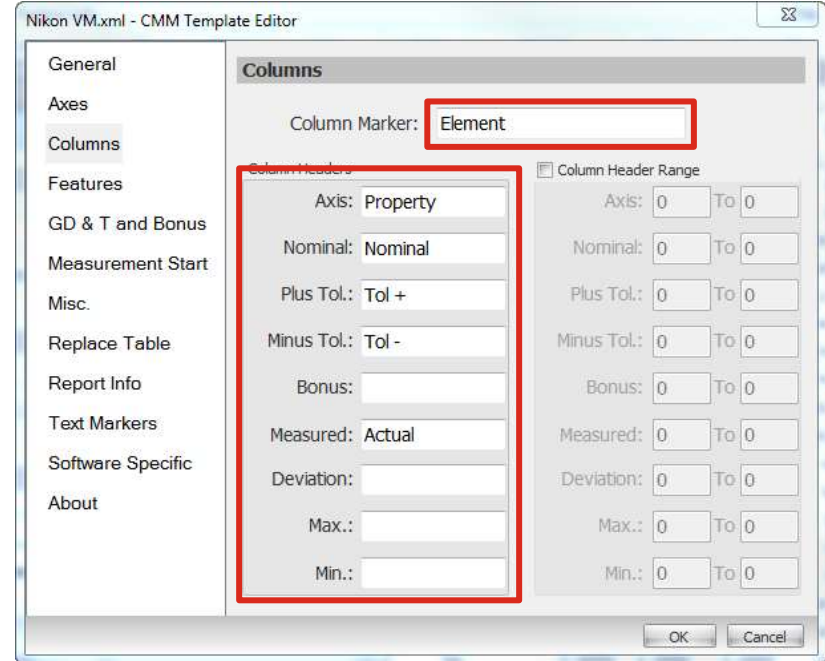 Nikon VM.xml - CMM Template Editor
General
Axes
Columns
Features
GD & T and Bonus
Measurement Start
Misc.
Replace Table
Report Info
Text Markers
Software Specific
About
Columns
Column Marker: Element
Column Headers
Axis: Property
Nominal: Nominal
Plus Tol.: Tol +
Minus Tol.: Tol -
Bonus:
Measured: Actual
Deviation:
Max.:
Min.:
Column Header Range
Axis: 0 To 0
Nominal: 0 To 0
Plus Tol.: 0 To 0
Minus Tol.: 0 To 0
Bonus: 0 To 0
Measured: 0 To 0
Deviation: 0 To 0
Max.: 0 To 0
Min.: 0 To 0
OK Cancel